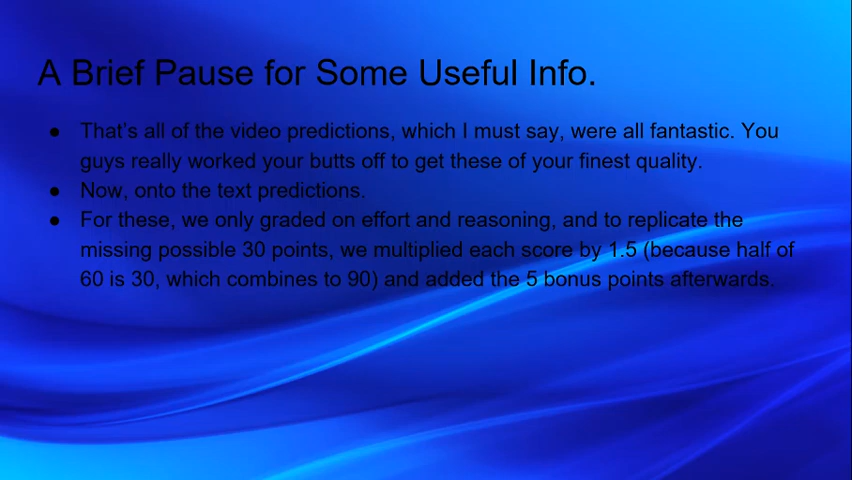 A Brief Pause for Some Useful Info.
● That's all of the video predictions, which I must say, were all fantastic. You
guys really worked your butts off to get these of your finest quality.
● Now, onto the text predictions.
● For these, we only graded on effort and reasoning, and to replicate the
missing possible 30 points, we multiplied each score by 1.5 (because half of
60 is 30, which combines to 90) and added the 5 bonus points afterwards.